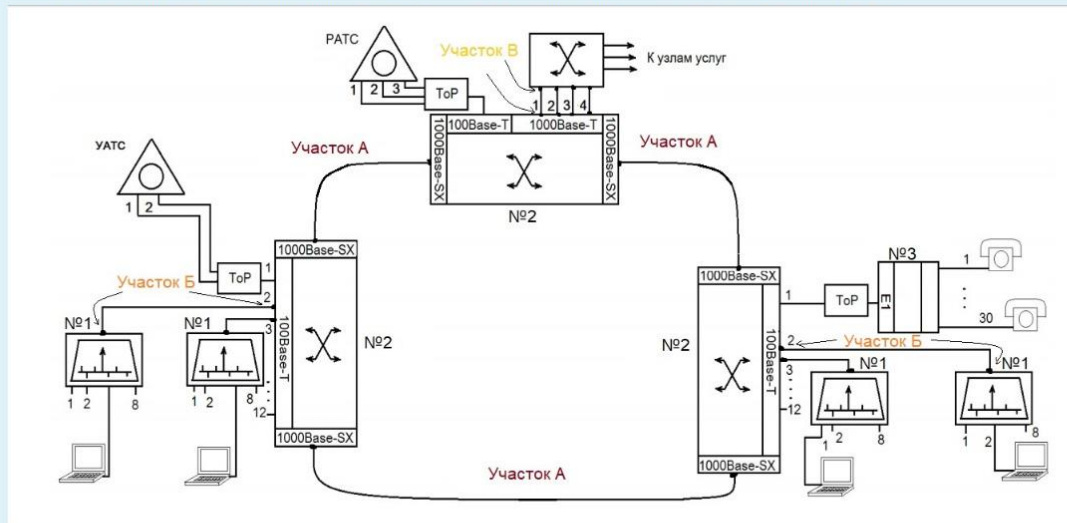 РАТС
1 2 3
ToP
Участок В
К узлам услуг
1 2 3 4
1000Base-SX
100Base-T
1000Base-T
1000Base-SX
№2
Участок А
Участок А
УАТС
1 2
ToP
1
1000Base-SX
Участок Б
2
№1
№1
3
100Base-T
№2
1 2 8
1 2 8
12
1000Base-SX
1000Base-SX
№2
1
ToP
№3
E1
1
30
2
Участок Б
3
100Base-T
№1
№1
12
1 2 8
1 2 8
1000Base-SX
Участок А